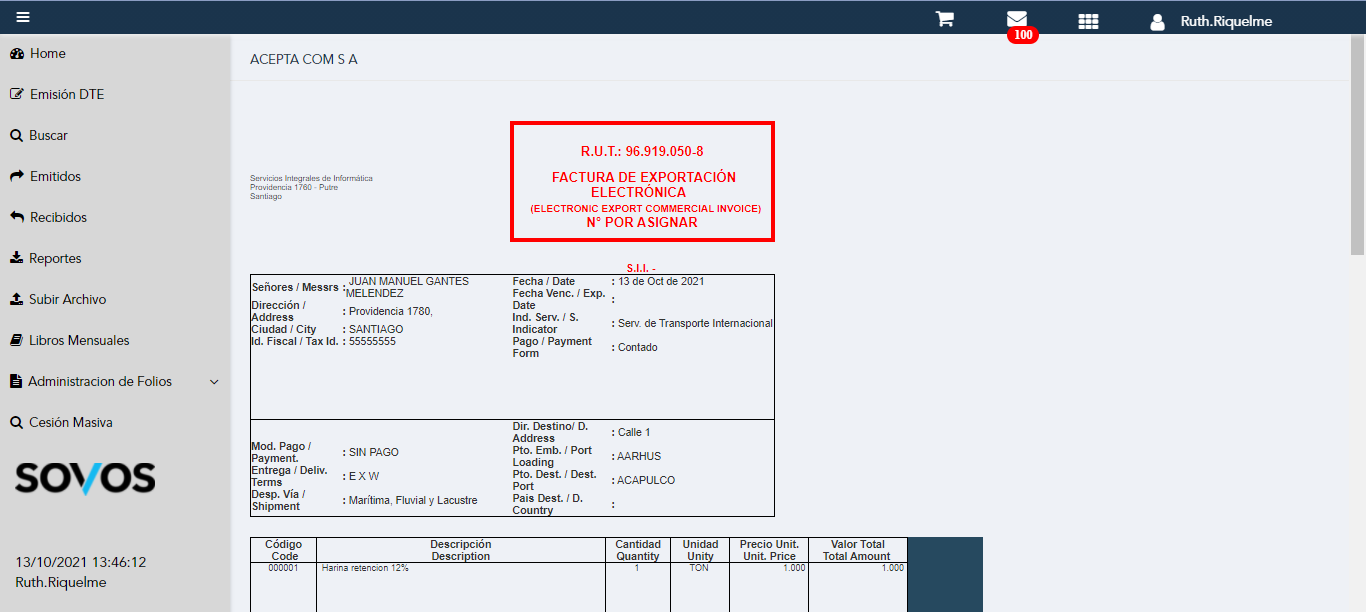 Ruth.Riquelme
100
Home
Emisión DTE
Buscar
Emitidos
Recibidos
Reportes
Subir Archivo
Libros Mensuales
Administracion de Folios
Cesión Masiva
SOVOS
13/10/2021 13:46:12
Ruth.Riquelme
ACEPTA COM S A
Servicios Integrales de Informática
Providencia 1760 - Putre
Santiago
R.U.T.: 96.919.050-8
FACTURA DE EXPORTACIÓN
ELECTRÓNICA
(ELECTRONIC EXPORT COMMERCIAL INVOICE)
N° POR ASIGNAR
S.I.I. -
Señores / Messrs : JUAN MANUEL GANTES
MELENDEZ
Dirección /
Address : Providencia 1780,
Ciudad / City : SANTIAGO
Id. Fiscal / Tax Id. : 55555555
Fecha / Date : 13 de Oct de 2021
Fecha Venc. / Exp.
Date :
Ind. Serv. / S.
Indicator : Serv. de Transporte Internacional
Pago / Payment
Form : Contado
Mod. Pago /
Payment. : SIN PAGO
Entrega / Deliv.
Terms : E X W
Desp. Vía /
Shipment : Marítima, Fluvial y Lacustre
Dir. Destino/ D.
Address : Calle 1
Pto. Emb. / Port
Loading : AARHUS
Pto. Dest. / Dest.
Port : ACAPULCO
Pais Dest. / D.
Country :
Código Descripción Cantidad Unidad Precio Unit. Valor Total
Code Description Quantity Unity Unit. Price Total Amount
000001 Harina retencion 12% 1 TON 1.000 1.000